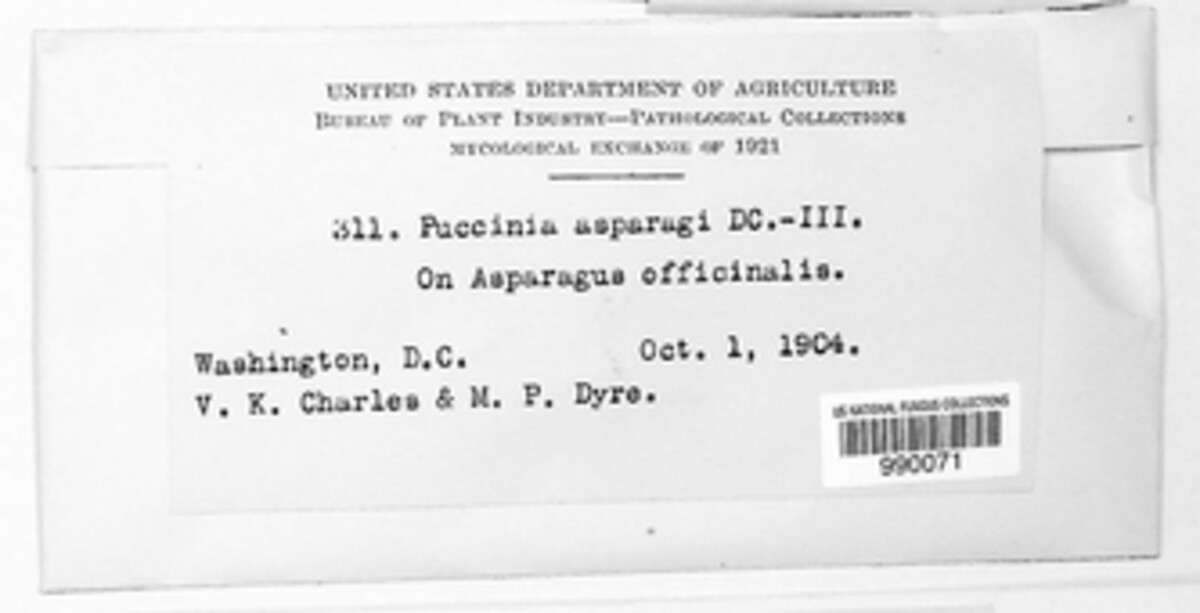 UNITED STATES DEPARTMENT OF AGRICULTURE
BUREAU OF PLANT INDUSTRY—PATHOLOGICAL COLLECTIONS
MYCOLOGICAL EXCHANGE OF 1921
311. Puccinia asparagi DC.-III.
On Asparagus officinalis.
Washington, D.C. Oct. 1, 1904.
V. K. Charles & M. P. Dyre.
US NATIONAL FUNGUS COLLECTIONS
990071